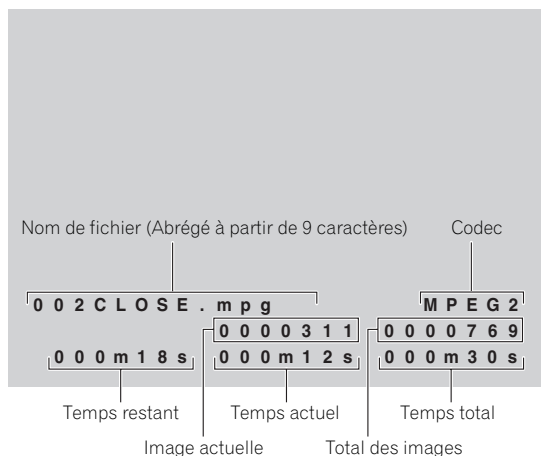 Nom de fichier (Abrégé à partir de 9 caractères) Codec
002CLOSE.mpg MPEG2
0000311 0000769
000m18s 000m12s 000m30s
Temps restant Temps actuel Temps total
Image actuelle Total des images